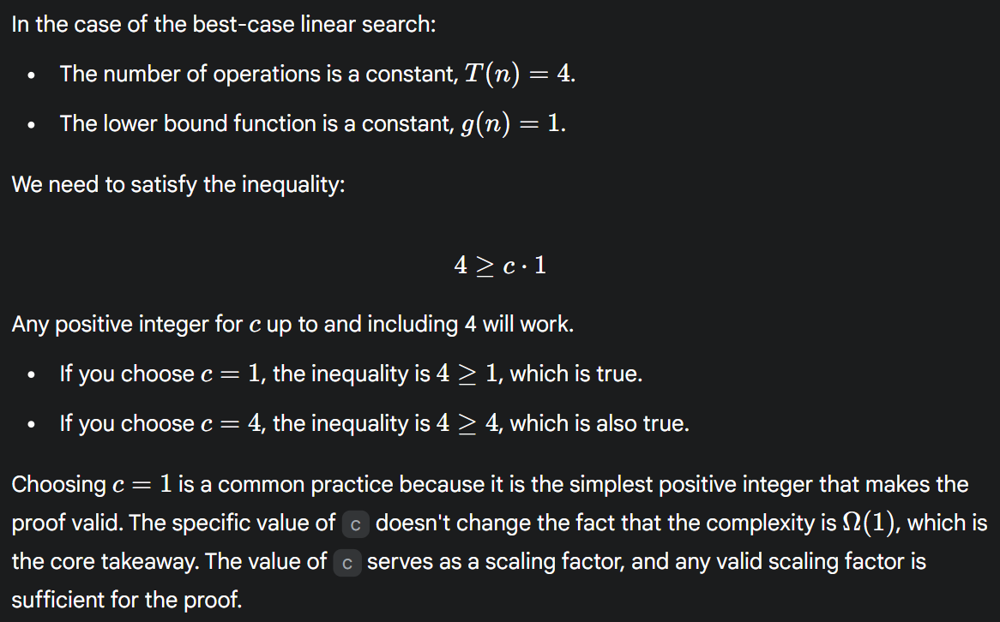 In the case of the best-case linear search:
• The number of operations is a constant, T(n) = 4.
• The lower bound function is a constant, g(n) = 1.
We need to satisfy the inequality:
4 ≥ c · 1
Any positive integer for c up to and including 4 will work.
• If you choose c = 1, the inequality is 4 ≥ 1, which is true.
• If you choose c = 4, the inequality is 4 ≥ 4, which is also true.
Choosing c = 1 is a common practice because it is the simplest positive integer that makes the
proof valid. The specific value of c doesn't change the fact that the complexity is Ω(1), which is
the core takeaway. The value of c serves as a scaling factor, and any valid scaling factor is
sufficient for the proof.